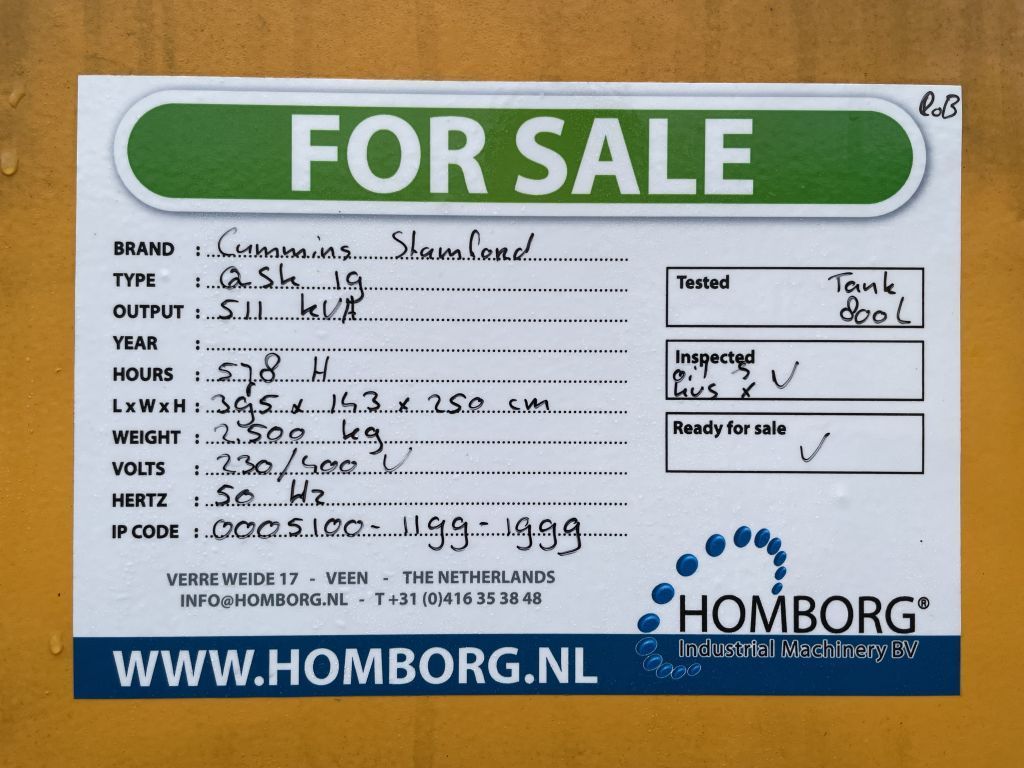 RoB
FOR SALE
BRAND : Cummins Stamford
TYPE : QSK 19
OUTPUT : 511 kVA
YEAR :
HOURS : 578 H
L x W x H : 395 x 143 x 250 cm
WEIGHT : 2.500 kg
VOLTS : 230/400 V
HERTZ : 50 Hz
IP CODE : 0005100-1199-1999
Tested Tank
800L
Inspected
V
Ready for sale
V
VERRE WEIDE 17 - VEEN - THE NETHERLANDS
INFO@HOMBORG.NL - T +31 (0)416 35 38 48
HOMBORG®
Industrial Machinery BV
WWW.HOMBORG.NL